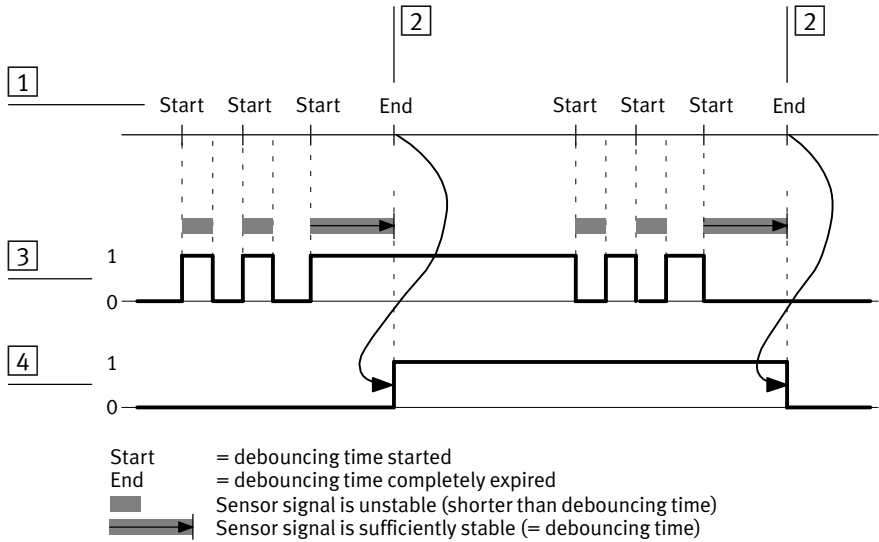 2 2
1
Start Start Start End Start Start Start End
3 1
0
4 1
0
Start = debouncing time started
End = debouncing time completely expired
Sensor signal is unstable (shorter than debouncing time)
Sensor signal is sufficiently stable (= debouncing time)